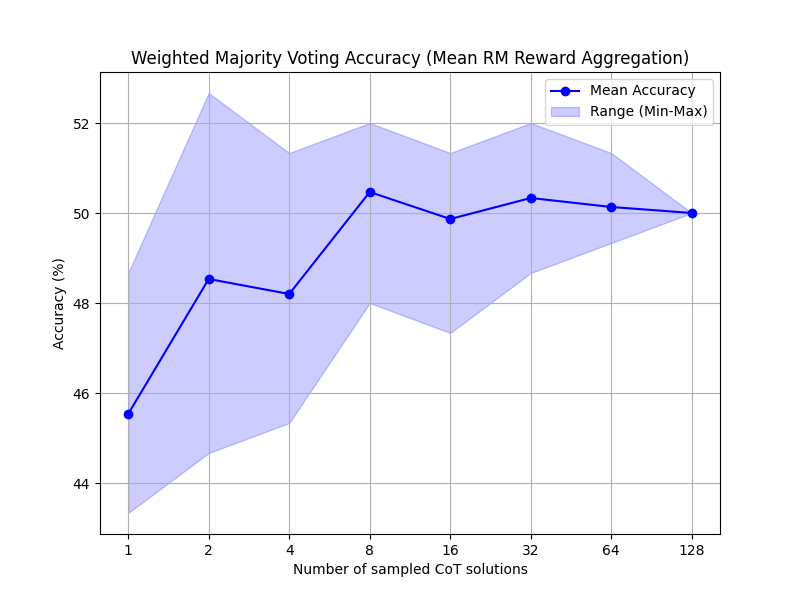 Weighted Majority Voting Accuracy (Mean RM Reward Aggregation)
Mean Accuracy
Range (Min-Max)
Accuracy (%)
52
50
48
46
44
1 2 4 8 16 32 64 128
Number of sampled CoT solutions